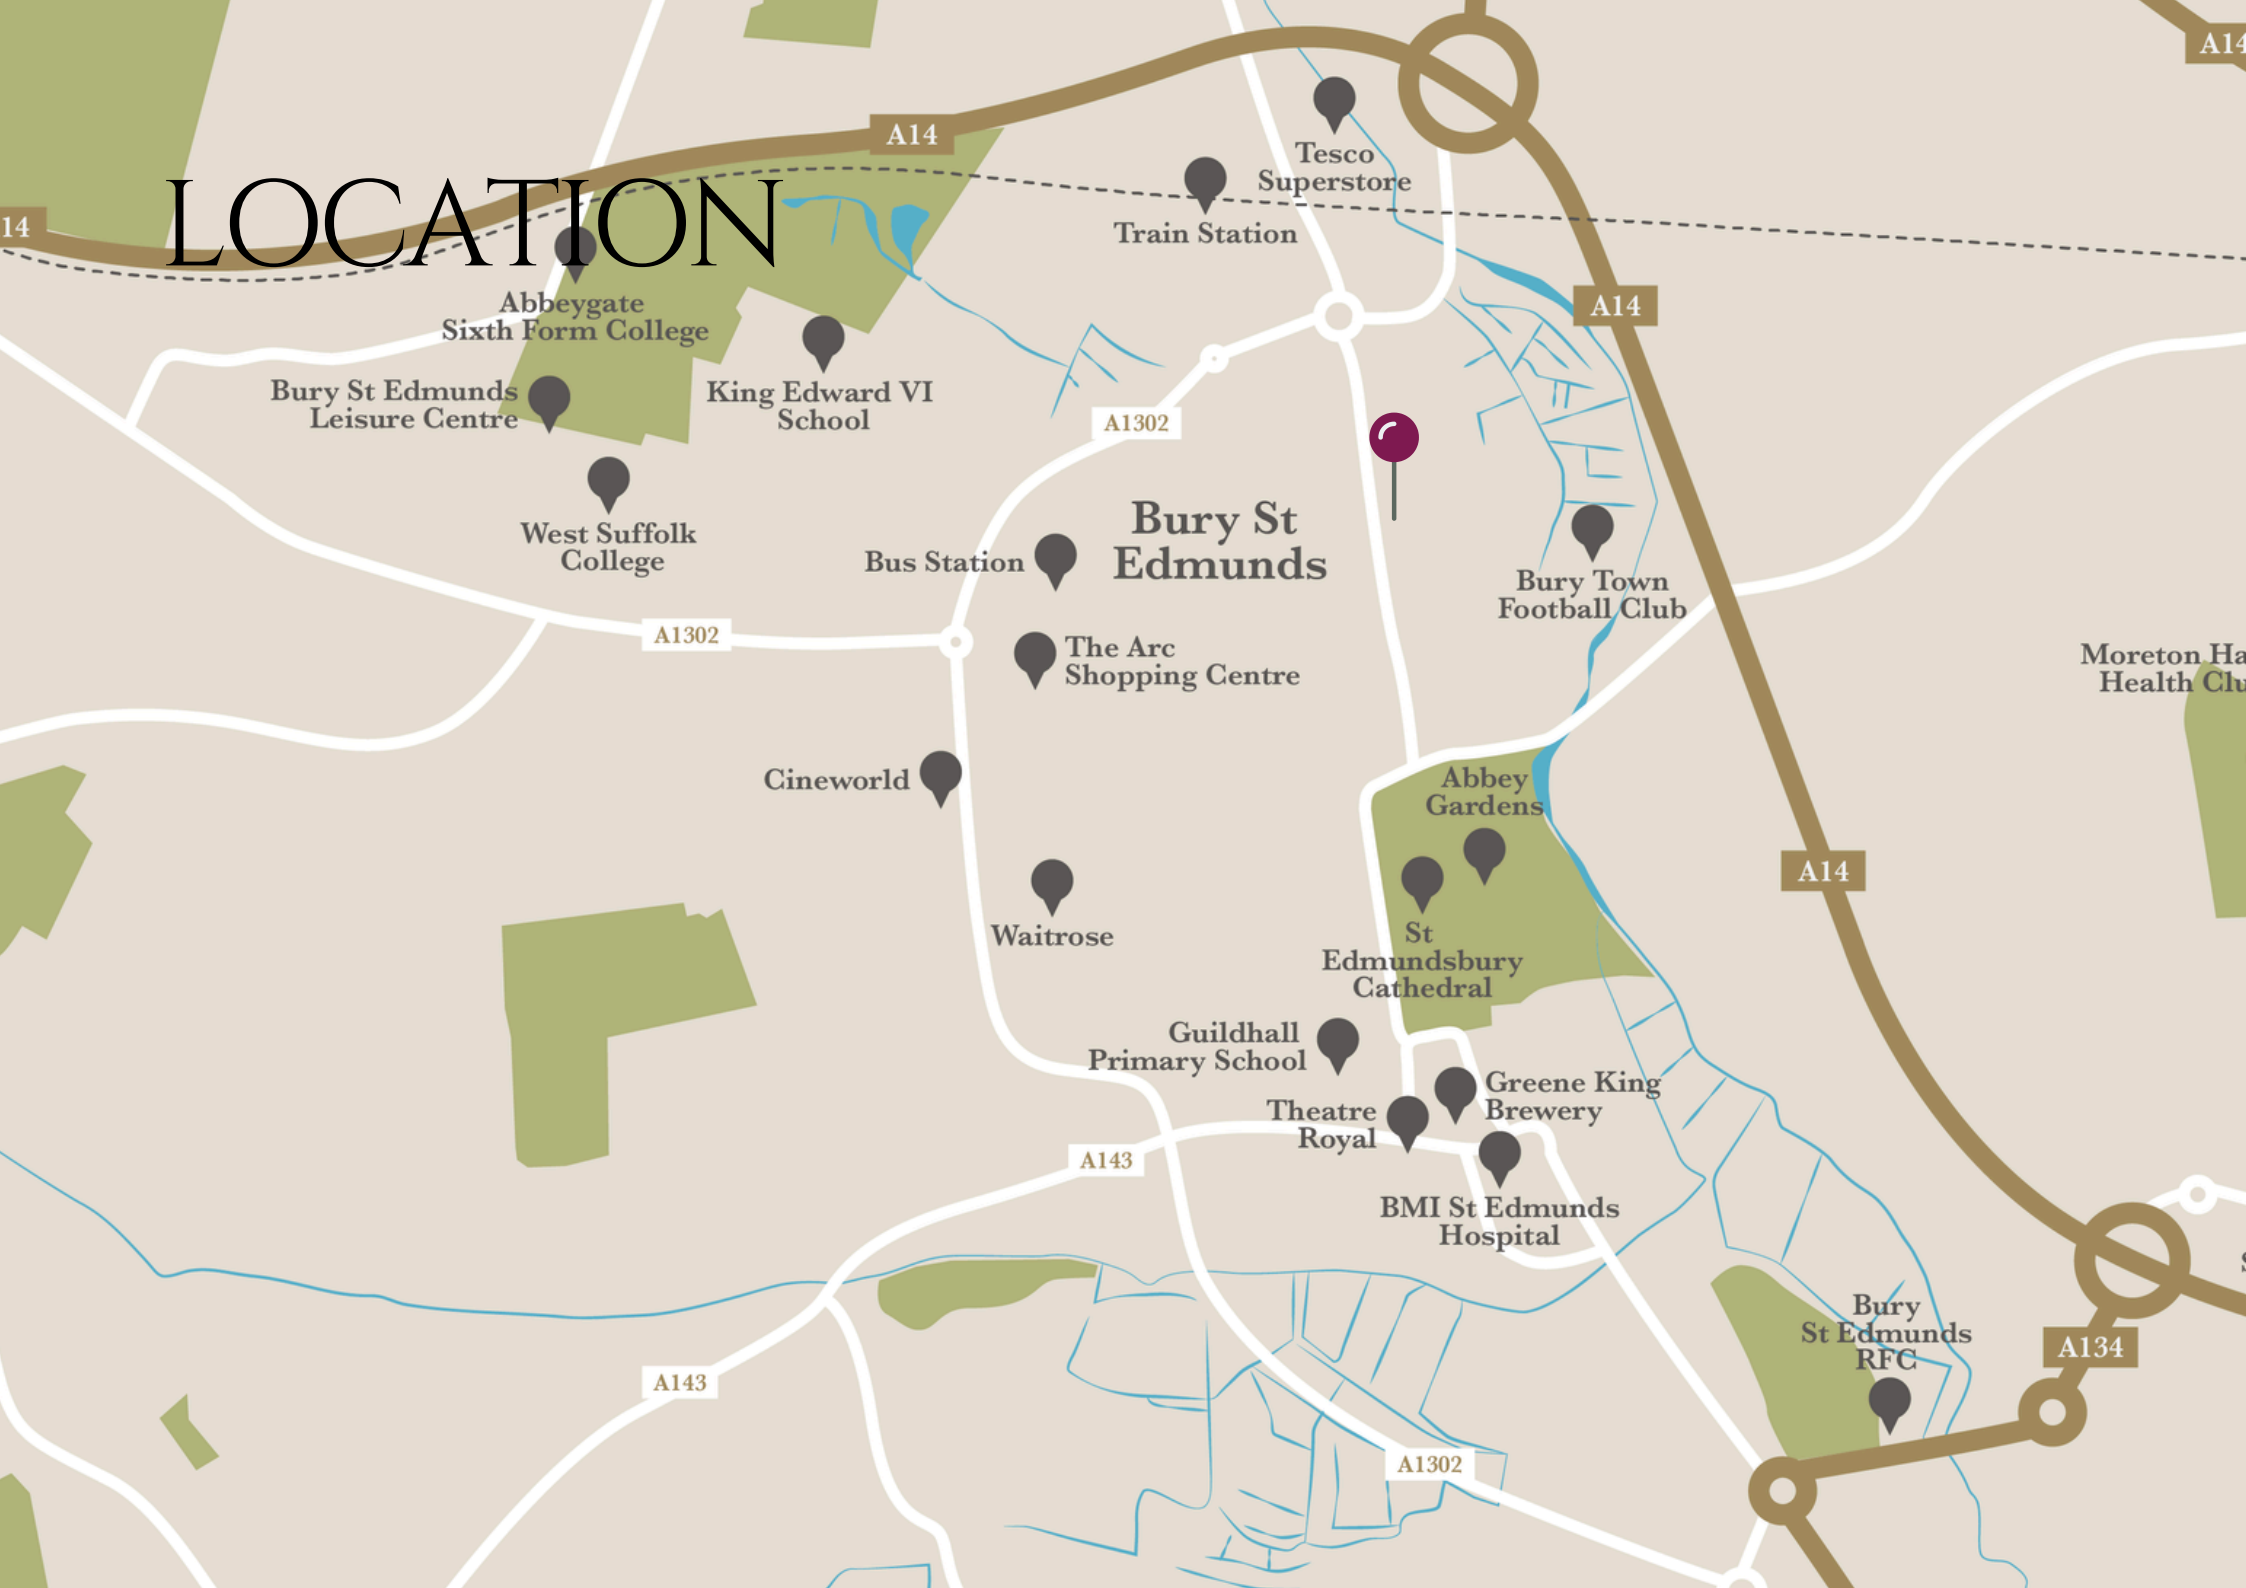 A14
A14
Tesco
Superstore
Train Station
LOCATION
14
Abbeygate
Sixth Form College
A14
Bury St Edmunds
Leisure Centre
King Edward VI
School
A1302
West Suffolk
College
Bus Station
Bury St
Edmunds
Bury Town
Football Club
A1302
The Arc
Shopping Centre
Moreton Ha
Health Clu
Cineworld
Abbey
Gardens
A14
Waitrose
St
Edmundsbury
Cathedral
Guildhall
Primary School
Greene King
Brewery
Theatre
Royal
A143
BMI St Edmunds
Hospital
S
Bury
St Edmunds
RFC
A134
A143
A1302